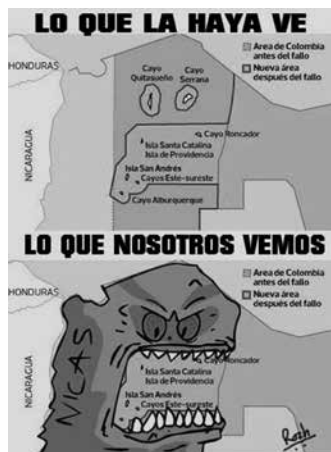 LO QUE LA HAYA VE
Area de Colombia
antes del fallo
Nueva área
después del fallo
HONDURAS
Cayo
Quitasueño
Cayo
Serrana
Cayo Roncador
Isla Santa Catalina
Isla de Providencia
NICARAGUA
Isla San Andrés
Cayos Este-sureste
Cayo Alburquerque
LO QUE NOSOTROS VEMOS
Area de Colombia
antes del fallo
Nueva área
después del fallo
HONDURAS
NICAS
Roncador
Isla Santa Catalina
Isla de Providencia
NICARAGUA
Isla San Andrés
Cayos Este-sureste